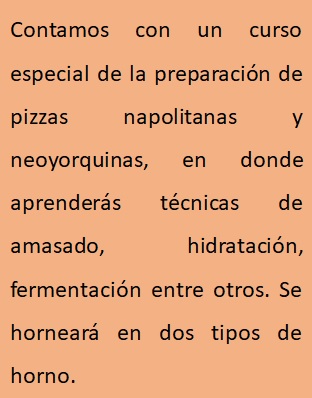 Contamos con un curso
especial de la preparación de
pizzas napolitanas y
neoyorquinas, en donde
aprenderás técnicas de
amasado, hidratación,
fermentación entre otros. Se
horneará en dos tipos de
horno.